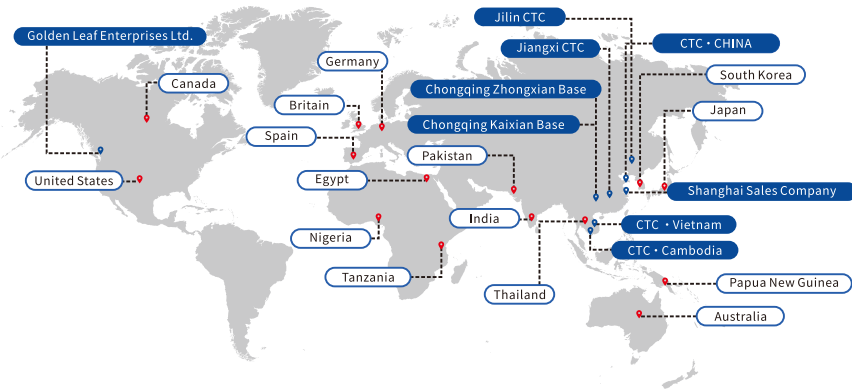 Jilin CTC
Golden Leaf Enterprises Ltd.
Jiangxi CTC
CTC・CHINA
Germany
South Korea
Canada
Chongqing Zhongxian Base
Britain
Japan
Chongqing Kaixian Base
Spain
Pakistan
United States
Egypt
Shanghai Sales Company
India
CTC・Vietnam
Nigeria
CTC・Cambodia
Tanzania
Papua New Guinea
Thailand
Australia